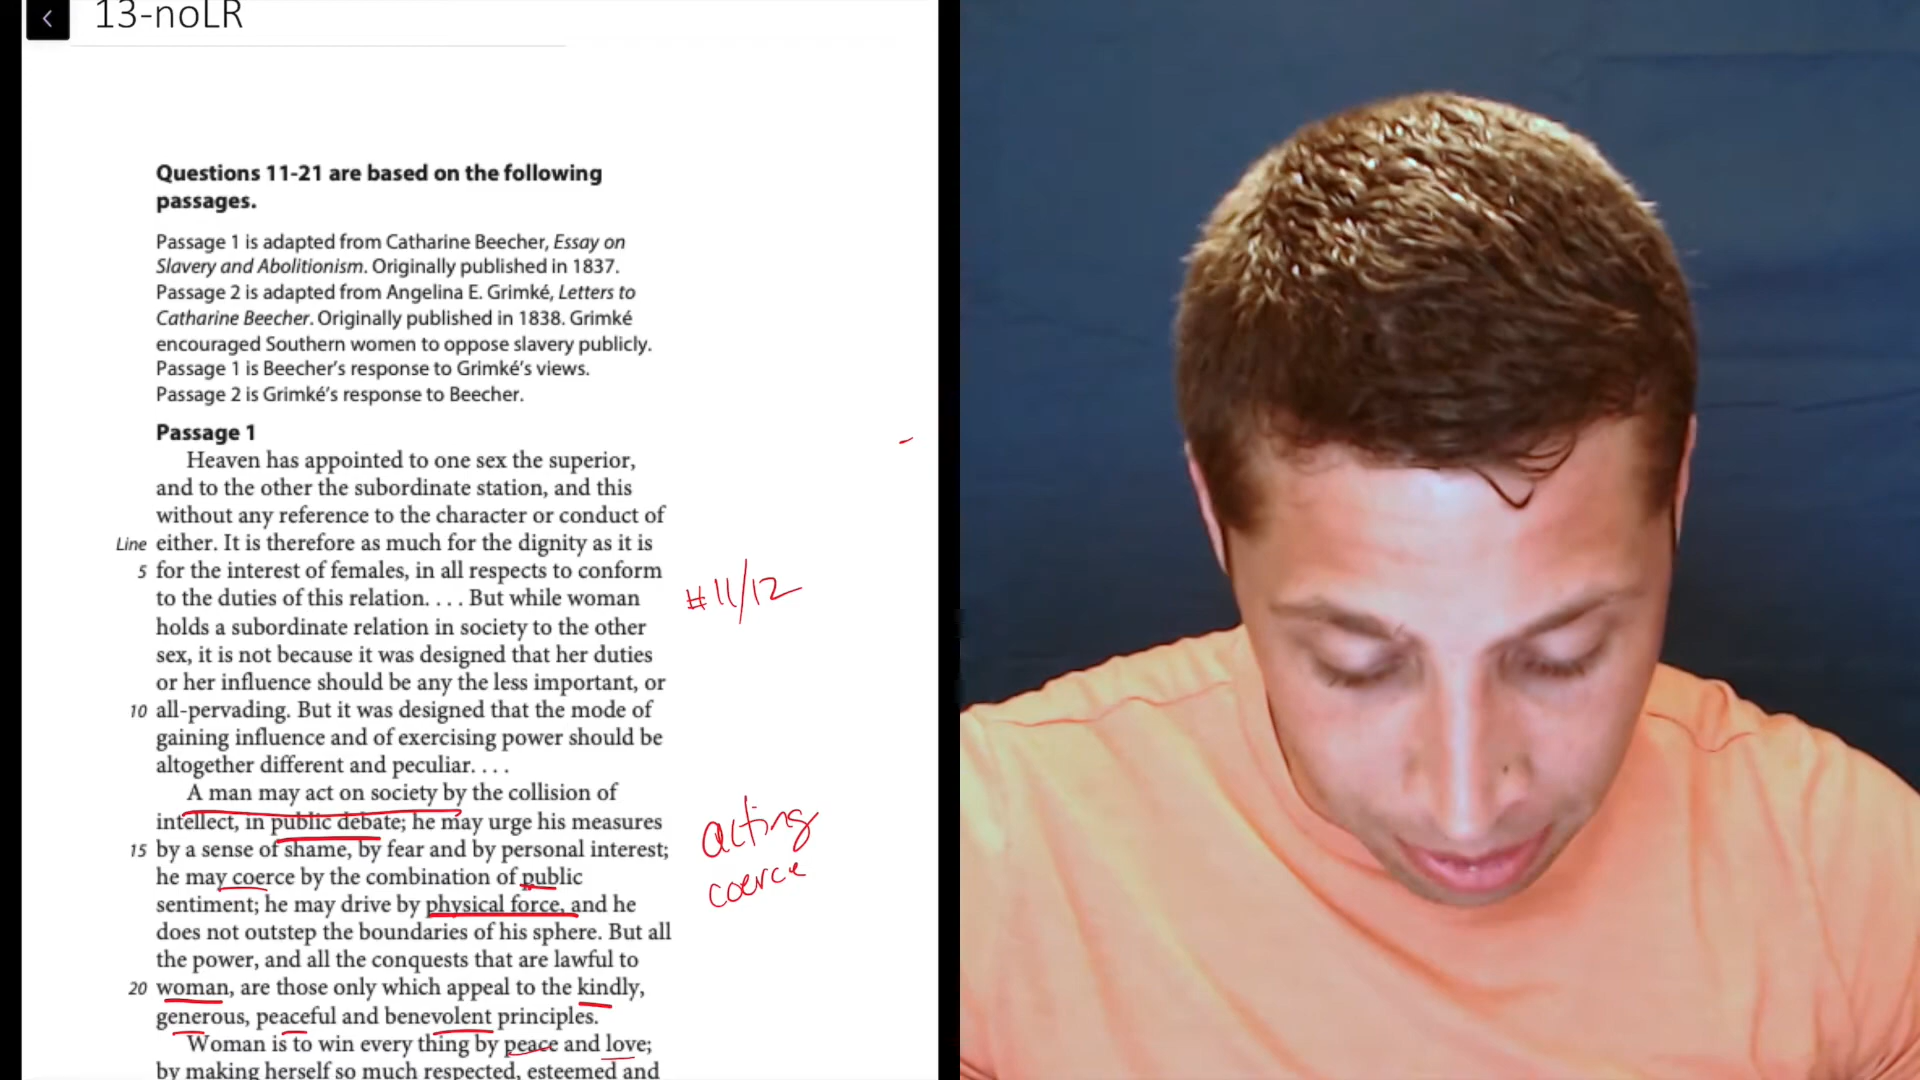 13-noLR
Questions 11-21 are based on the following
passages.
Passage 1 is adapted from Catharine Beecher, Essay on
Slavery and Abolitionism. Originally published in 1837.
Passage 2 is adapted from Angelina E. Grimké, Letters to
Catharine Beecher. Originally published in 1838. Grimké
encouraged Southern women to oppose slavery publicly.
Passage 1 is Beecher's response to Grimké's views.
Passage 2 is Grimké's response to Beecher.
Passage 1
Heaven has appointed to one sex the superior,
and to the other the subordinate station, and this
without any reference to the character or conduct of
Line either. It is therefore as much for the dignity as it is
5 for the interest of females, in all respects to conform
to the duties of this relation. . . . But while woman
#11/12
holds a subordinate relation in society to the other
sex, it is not because it was designed that her duties
or her influence should be any the less important, or
10 all-pervading. But it was designed that the mode of
gaining influence and of exercising power should be
altogether different and peculiar. . . .
A man may act on society by the collision of
intellect, in public debate; he may urge his measures
acting
15 by a sense of shame, by fear and by personal interest;
he may coerce by the combination of public
coerce
sentiment; he may drive by physical force, and he
does not outstep the boundaries of his sphere. But all
the power, and all the conquests that are lawful to
20 woman, are those only which appeal to the kindly,
generous, peaceful and benevolent principles.
Woman is to win every thing by peace and love;
by making herself so much respected, esteemed and